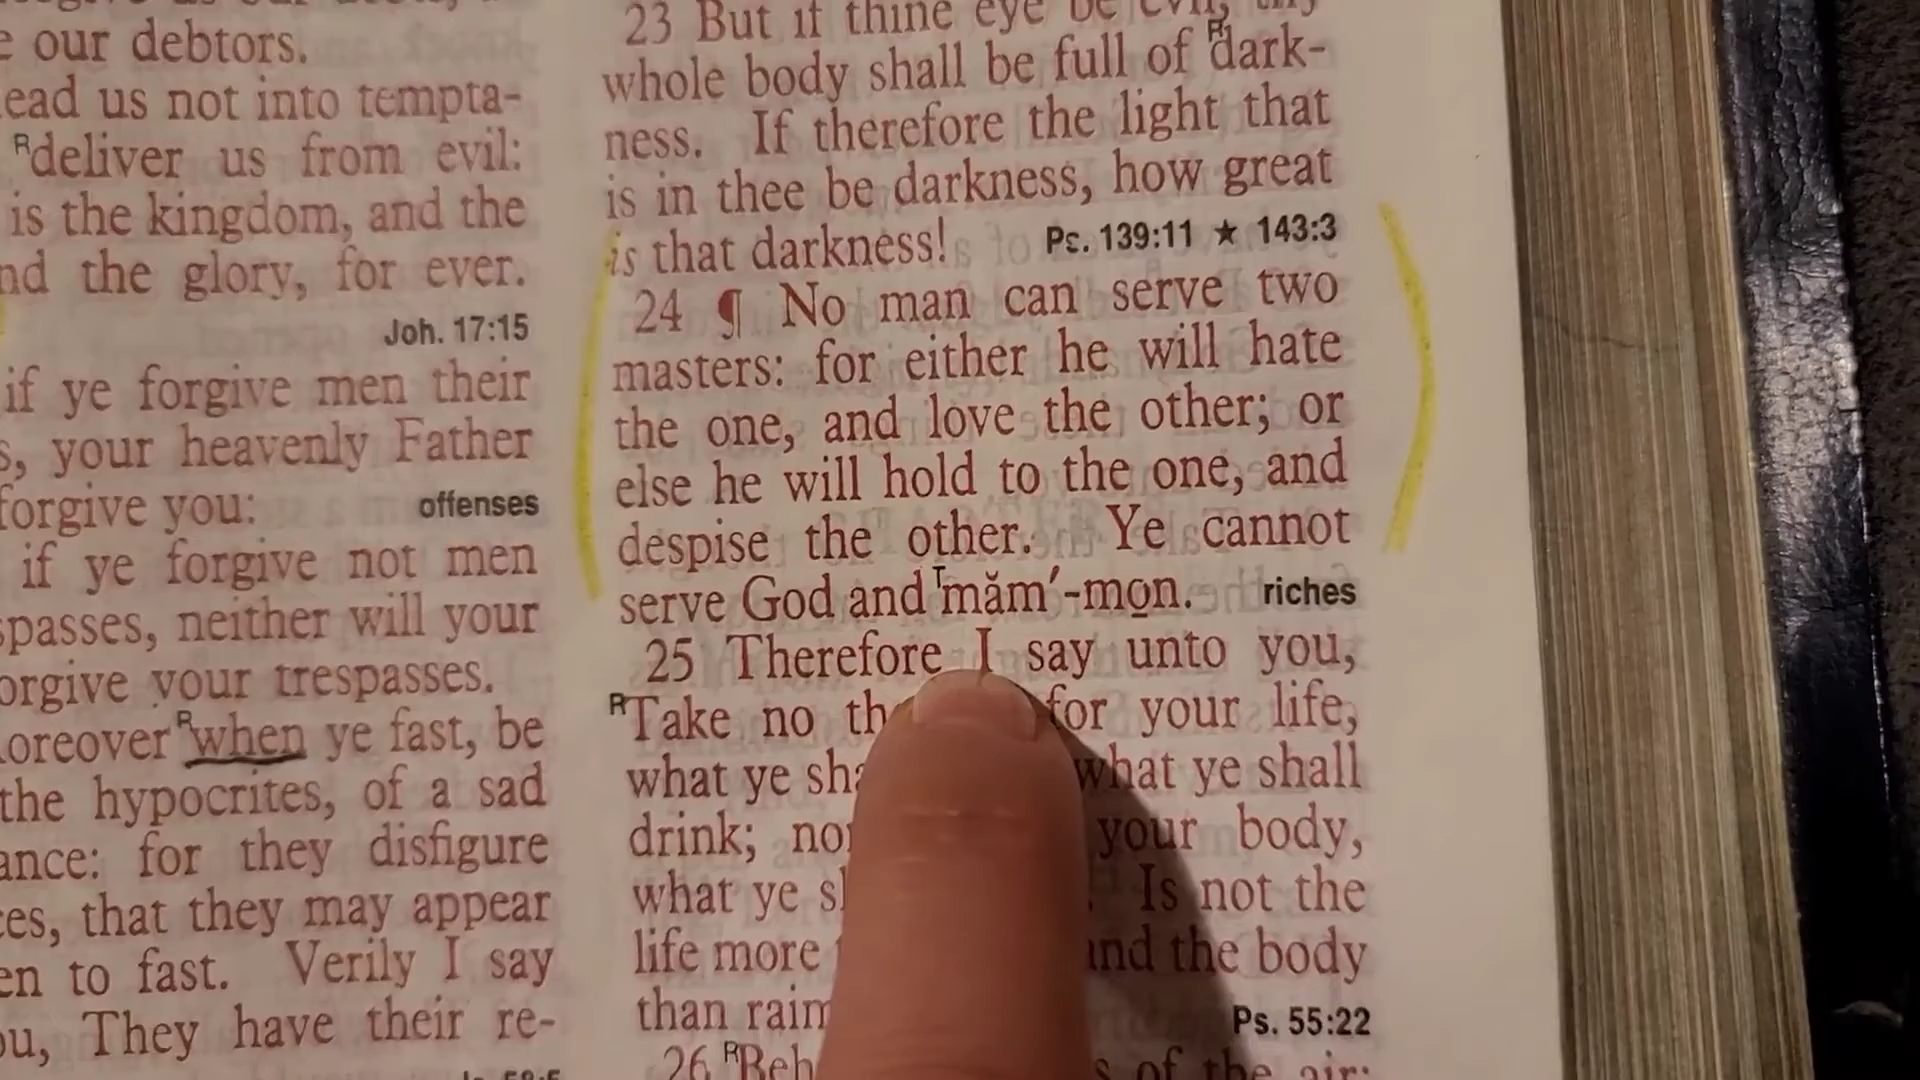 our debtors.
ead us not into tempta-
R deliver us from evil:
is the kingdom, and the
nd the glory, for ever.
Joh. 17:15
if ye forgive men their
s, your heavenly Father
forgive you: offenses
if ye forgive not men
spasses, neither will your
orgive your trespasses.
oreover R when ye fast, be
the hypocrites, of a sad
ance: for they disfigure
ces, that they may appear
en to fast. Verily I say
ou, They have their re-
23 But if thine eye be evil, thy
whole body shall be full of R dark-
ness. If therefore the light that
is in thee be darkness, how great
is that darkness! Ps. 139:11 ★ 143:3
24 ¶ No man can serve two
masters: for either he will hate
the one, and love the other; or
else he will hold to the one, and
despise the other. Ye cannot
serve God and T măm′-mọn. riches
25 Therefore I say unto you,
R Take no for your life,
what ye what ye shall
drink; your body,
what ye Is not the
life more and the body
than
Ps. 55:22
26 of the air: